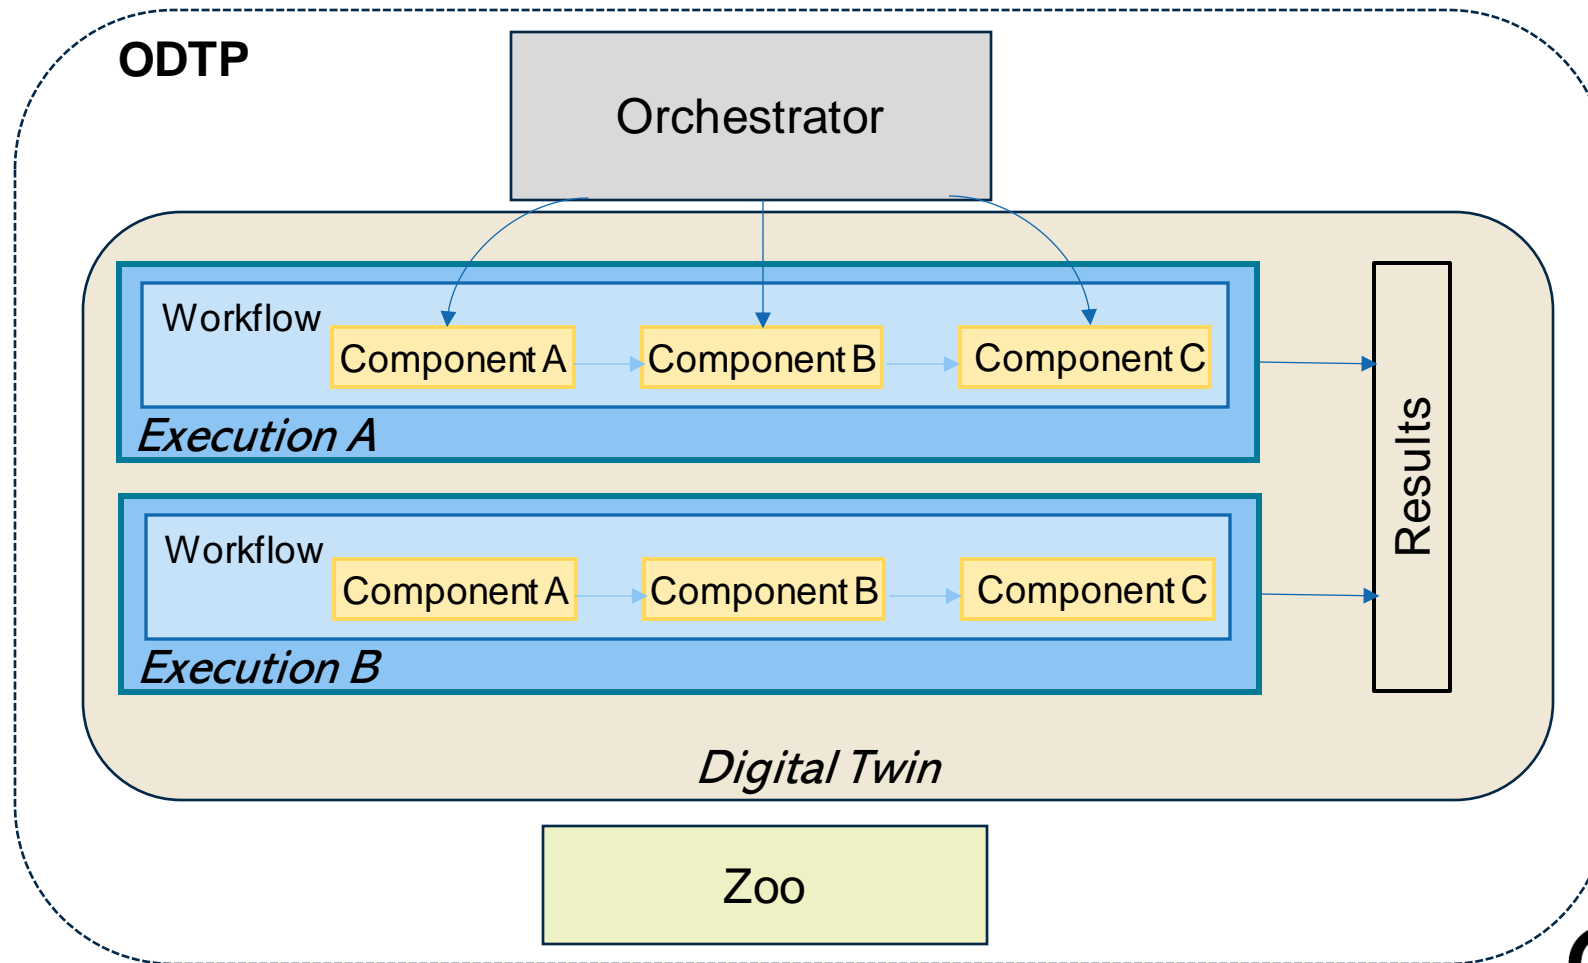 ODTP
Orchestrator
Workflow
Component A
Component B
Component C
Execution A
Workflow
Component A
Component B
Component C
Execution B
Results
Digital Twin
Zoo